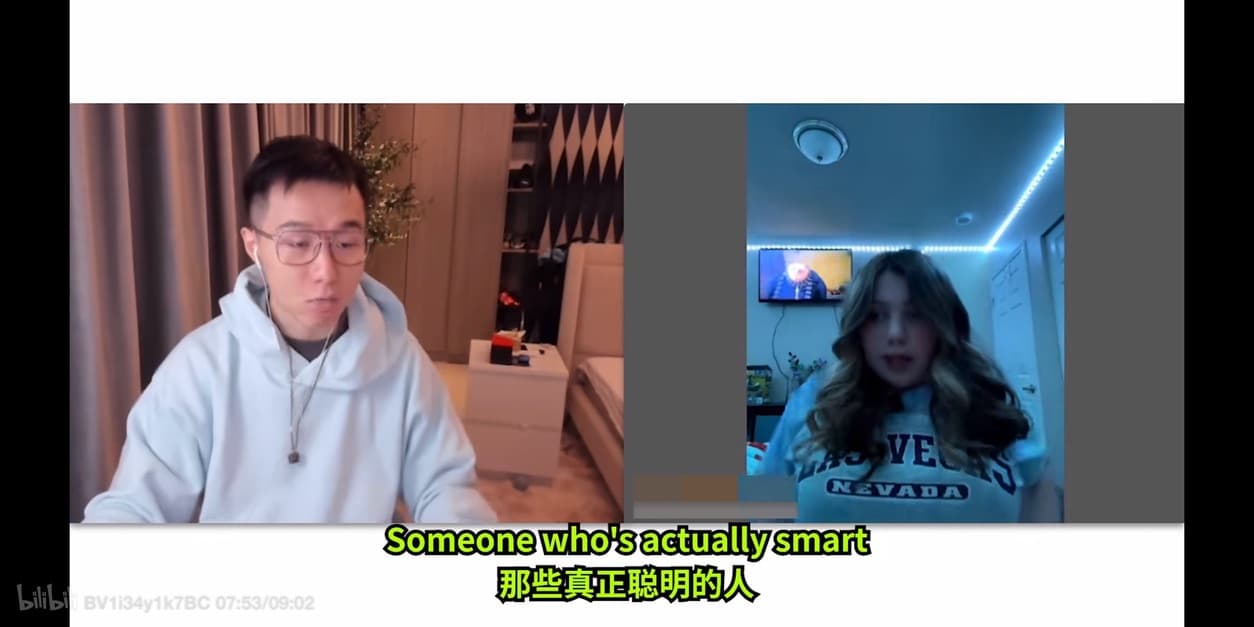 LAS VEGAS
NEVADA
Someone who's actually smart
那些真正聪明的人
bilibili BV1i34y1k7BC 07:53/09:02